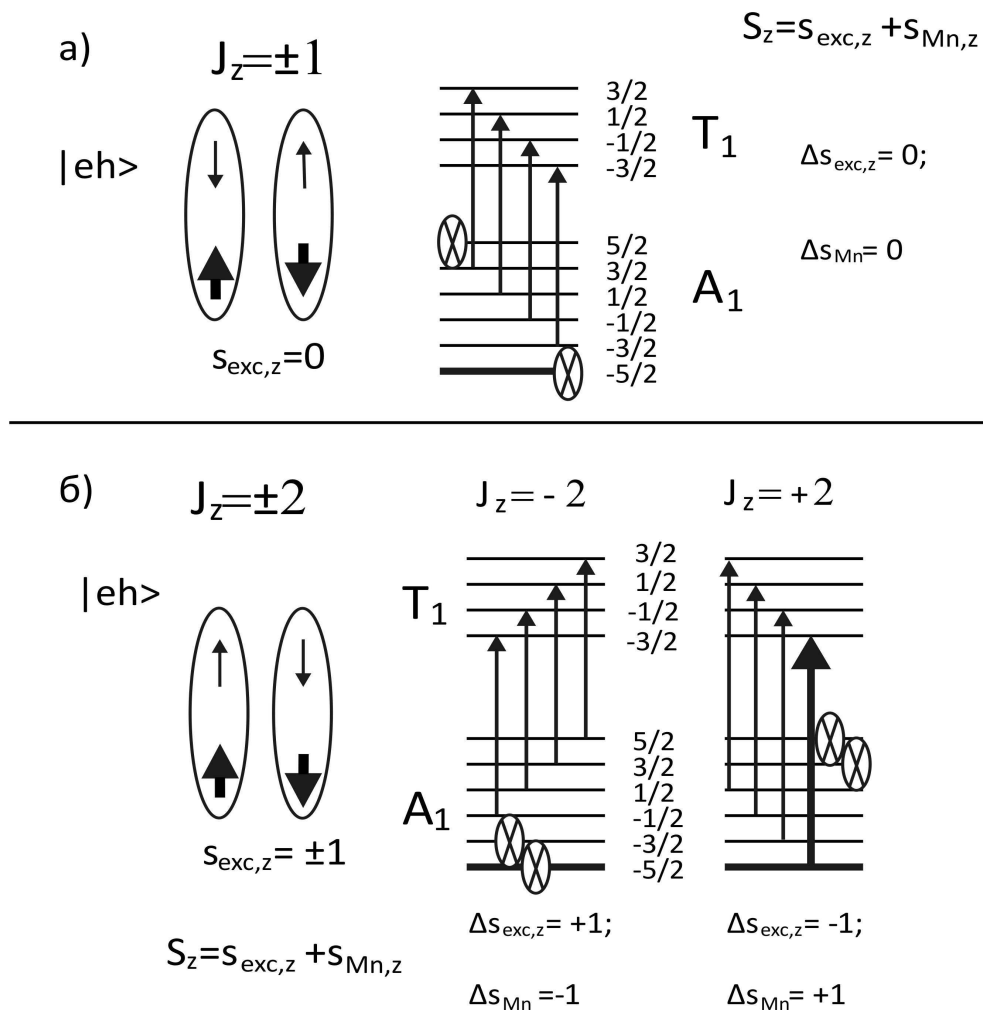 а)
J_z=±1
S_z=s_exc,z +s_Mn,z
|eh>
s_exc,z=0
3/2
1/2
-1/2
-3/2
T_1
5/2
3/2
1/2
-1/2
-3/2
-5/2
A_1
Δs_exc,z= 0;
Δs_Mn= 0
б)
J_z=±2
|eh>
s_exc,z= ±1
S_z=s_exc,z +s_Mn,z
J_z= - 2
J_z= +2
T_1
3/2
1/2
-1/2
-3/2
A_1
5/2
3/2
1/2
-1/2
-3/2
-5/2
Δs_exc,z= +1;
Δs_Mn =-1
Δs_exc,z= -1;
Δs_Mn= +1